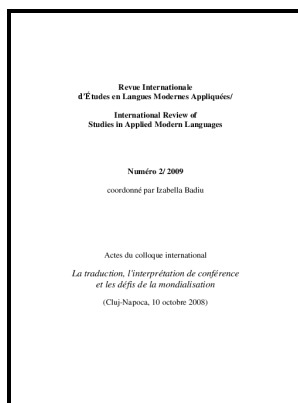 Revue Internationale
d'Études en Langues Modernes Appliquées/
International Review of
Studies in Applied Modern Languages
Numéro 2/ 2009
coordonné par Izabella Badiu
Actes du colloque international
La traduction, l'interprétation de conférence
et les défis de la mondialisation
(Cluj-Napoca, 10 octobre 2008)